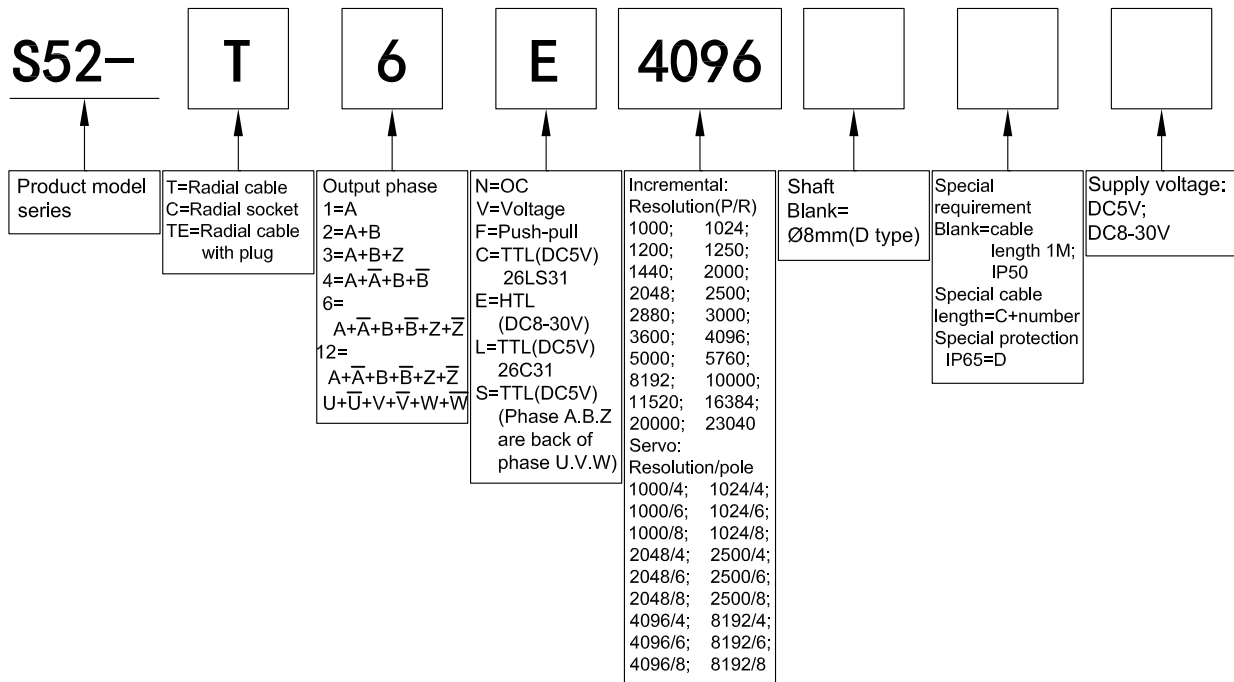 S52-
T
6
E
4096
Product model
series
T=Radial cable
C=Radial socket
TE=Radial cable
with plug
Output phase
1=A
2=A+B
3=A+B+Z
4=A+A̅+B+B̅
6=
A+A̅+B+B̅+Z+Z̅
12=
A+A̅+B+B̅+Z+Z̅
U+U̅+V+V̅+W+W̅
N=OC
V=Voltage
F=Push-pull
C=TTL(DC5V)
26LS31
E=HTL
(DC8-30V)
L=TTL(DC5V)
26C31
S=TTL(DC5V)
(Phase A.B.Z
are back of
phase U.V.W)
Incremental:
Resolution(P/R)
1000; 1024;
1200; 1250;
1440; 2000;
2048; 2500;
2880; 3000;
3600; 4096;
5000; 5760;
8192; 10000;
11520; 16384;
20000; 23040
Servo:
Resolution/pole
1000/4; 1024/4;
1000/6; 1024/6;
1000/8; 1024/8;
2048/4; 2500/4;
2048/6; 2500/6;
2048/8; 2500/8;
4096/4; 8192/4;
4096/6; 8192/6;
4096/8; 8192/8
Shaft
Blank=
Ø8mm(D type)
Special
requirement
Blank=cable
length 1M;
IP50
Special cable
length=C+number
Special protection
IP65=D
Supply voltage:
DC5V;
DC8-30V